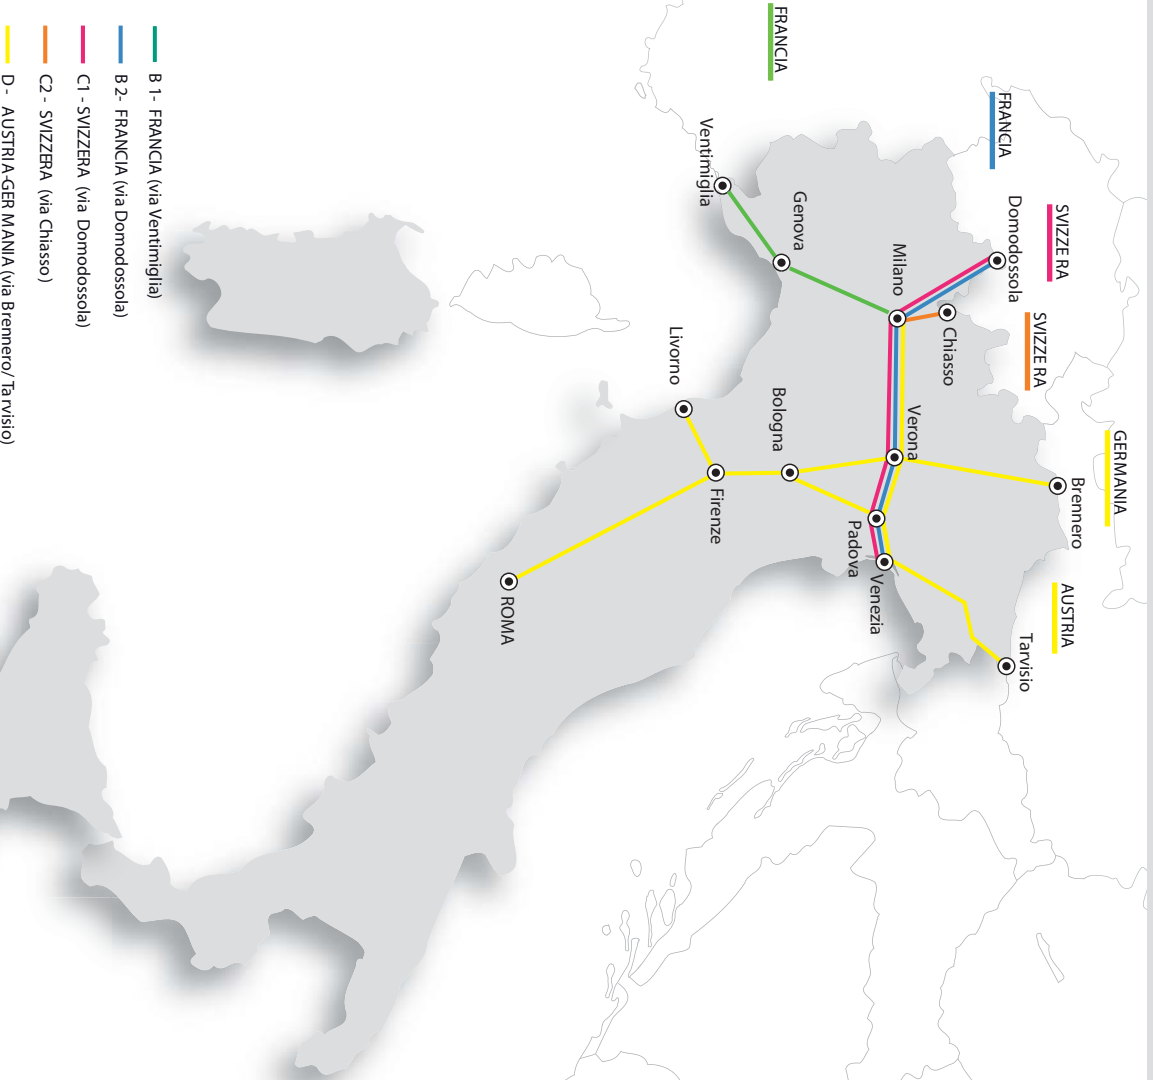 FRANCIA
FRANCIA
SVIZZERA
SVIZZERA
GERMANIA
AUSTRIA
Domodossola
Chiasso
Milano
Genova
Ventimiglia
Verona
Brennero
Tarvisio
Padova
Venezia
Bologna
Firenze
Livorno
ROMA
B 1- FRANCIA (via Ventimiglia)
B 2- FRANCIA (via Domodossola)
C1 - SVIZZERA (via Domodossola)
C2 - SVIZZERA (via Chiasso)
D - AUSTRIA-GER MANIA (via Brennero/ Tarvisio)